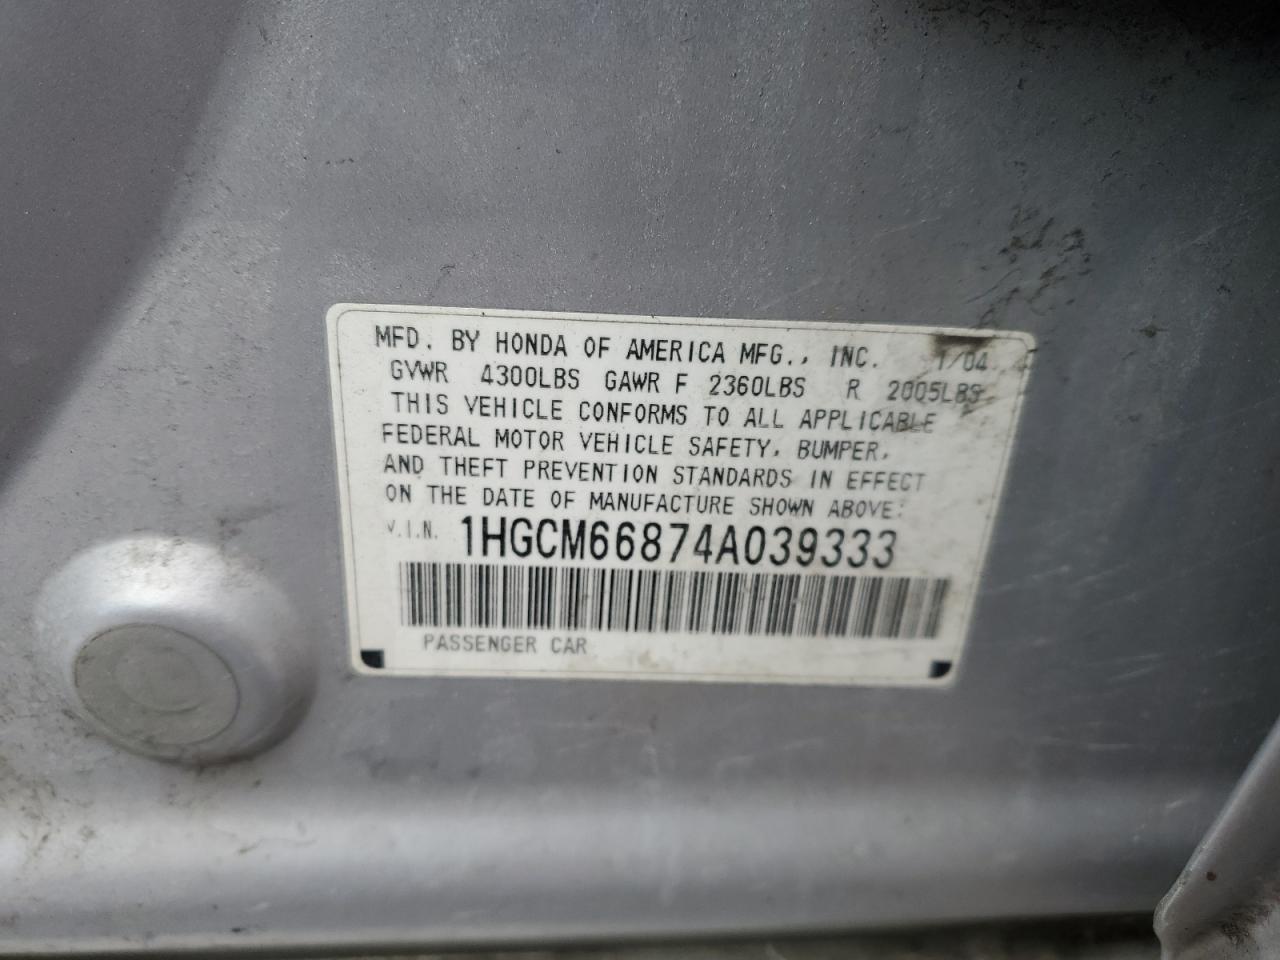 MFD. BY HONDA OF AMERICA MFG., INC. 1/04
GVWR 4300LBS GAWR F 2360LBS R 2005LBS
THIS VEHICLE CONFORMS TO ALL APPLICABLE
FEDERAL MOTOR VEHICLE SAFETY, BUMPER,
AND THEFT PREVENTION STANDARDS IN EFFECT
ON THE DATE OF MANUFACTURE SHOWN ABOVE:
V.I.N. 1HGCM66874A039333
PASSENGER CAR